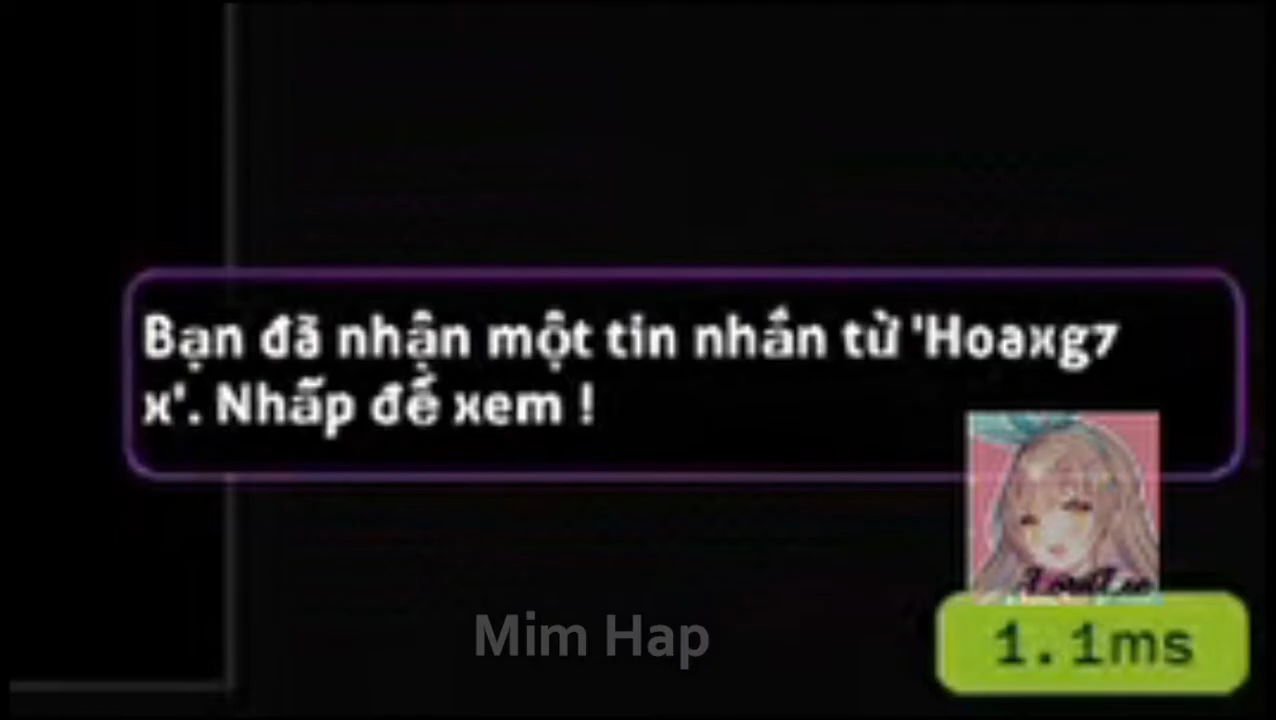 Bạn đã nhận một tin nhắn từ 'Hoaxg7
x'. Nhấp để xem !
Mim Hap
1.1ms